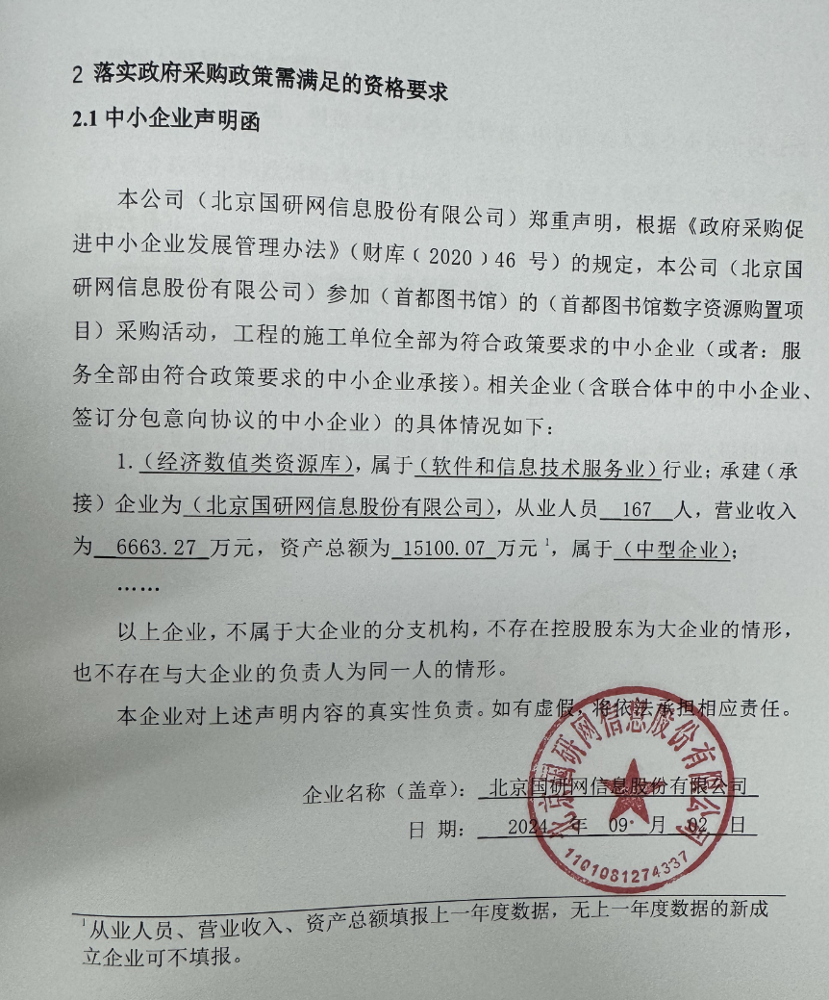 2 落实政府采购政策需满足的资格要求
2.1 中小企业声明函
本公司（北京国研网信息股份有限公司）郑重声明，根据《政府采购促
进中小企业发展管理办法》（财库﹝2020﹞46 号）的规定，本公司（北京国
研网信息股份有限公司）参加（首都图书馆）的（首都图书馆数字资源购置项
目）采购活动，工程的施工单位全部为符合政策要求的中小企业（或者：服
务全部由符合政策要求的中小企业承接）。相关企业（含联合体中的中小企业、
签订分包意向协议的中小企业）的具体情况如下：
1.（经济数值类资源库），属于（软件和信息技术服务业）行业；承建（承
接）企业为（北京国研网信息股份有限公司），从业人员 167 人，营业收入
为 6663.27 万元，资产总额为 15100.07 万元¹，属于（中型企业）；
……
以上企业，不属于大企业的分支机构，不存在控股股东为大企业的情形，
也不存在与大企业的负责人为同一人的情形。
本企业对上述声明内容的真实性负责。如有虚假，将依法承担相应责任。
企业名称（盖章）：北京国研网信息股份有限公司
日 期： 2024 年 09 月 02 日
北京国研网信息股份有限公司
1101081274337
¹从业人员、营业收入、资产总额填报上一年度数据，无上一年度数据的新成
立企业可不填报。